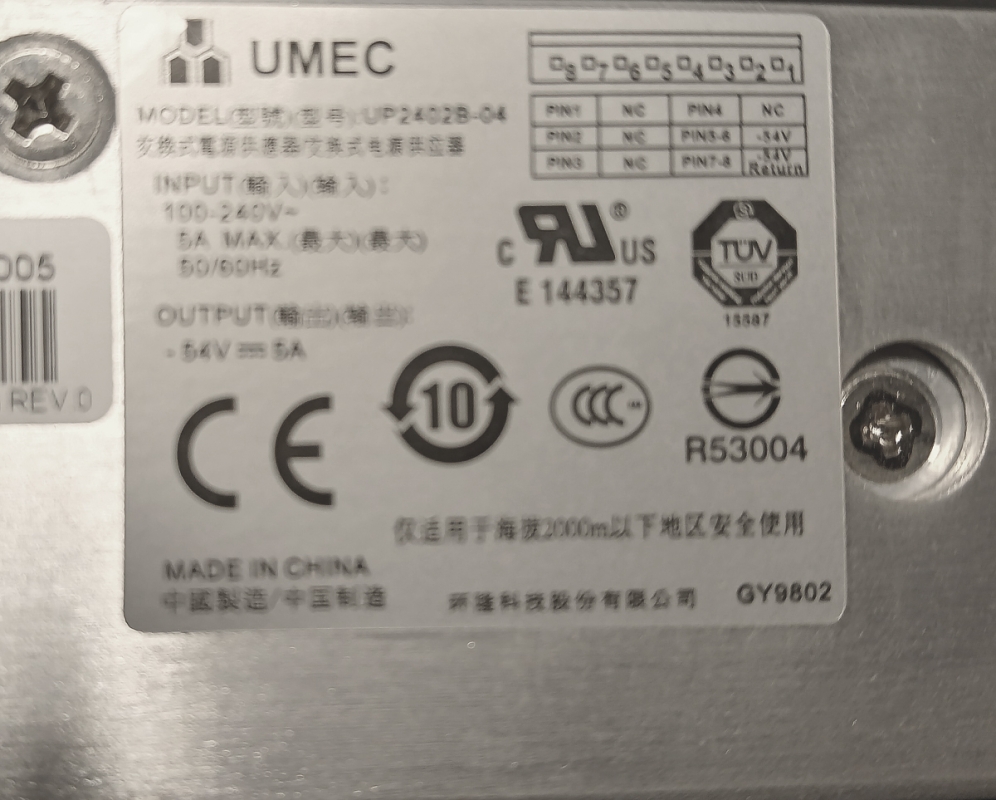 UMEC
MODEL(型號)(型号):UP2402B-04
交換式電源供應器/交换式电源供应器
INPUT(輸入)(输入):
100-240V~
5A MAX.(最大)(最大)
50/60Hz
OUTPUT(輸出)(输出):
-54V⎓5A
8 7 6 5 4 3 2 1
PIN1 NC PIN4 NC
PIN2 NC PIN5-6 -54V
PIN3 NC PIN7-8 -54V Return
C RU ® US
E 144357
TÜV
SÜD
10
CCC
CE
R53004
仅适用于海拔2000m以下地区安全使用
MADE IN CHINA
中國製造/中国制造
环隆科技股份有限公司
GY9802
005
REV 0